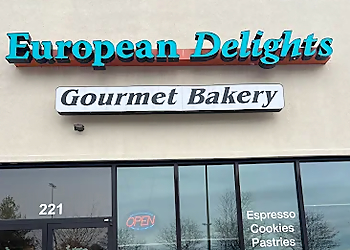 European Delights
Gourmet Bakery
221
OPEN
Espresso
Cookies
Pastries